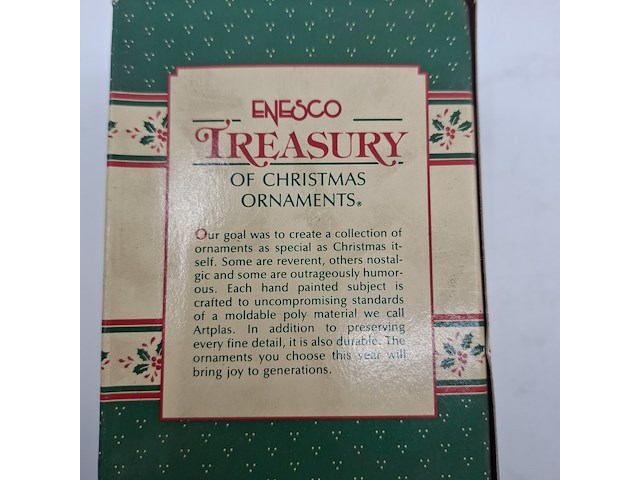 ENESCO
TREASURY
OF CHRISTMAS
ORNAMENTS®
Our goal was to create a collection of
ornaments as special as Christmas it-
self. Some are reverent, others nostal-
gic and some are outrageously humor-
ous. Each hand painted subject is
crafted to uncompromising standards
of a moldable poly material we call
Artplas. In addition to preserving
every fine detail, it is also durable. The
ornaments you choose this year will
bring joy to generations.